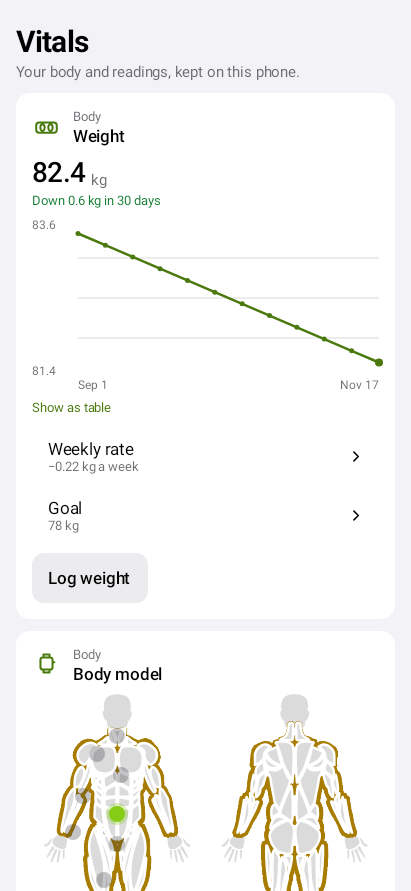 Vitals
Your body and readings, kept on this phone.
Body
Weight
82.4 kg
Down 0.6 kg in 30 days
83.6
81.4
Sep 1
Nov 17
Show as table
Weekly rate
−0.22 kg a week
Goal
78 kg
Log weight
Body
Body model